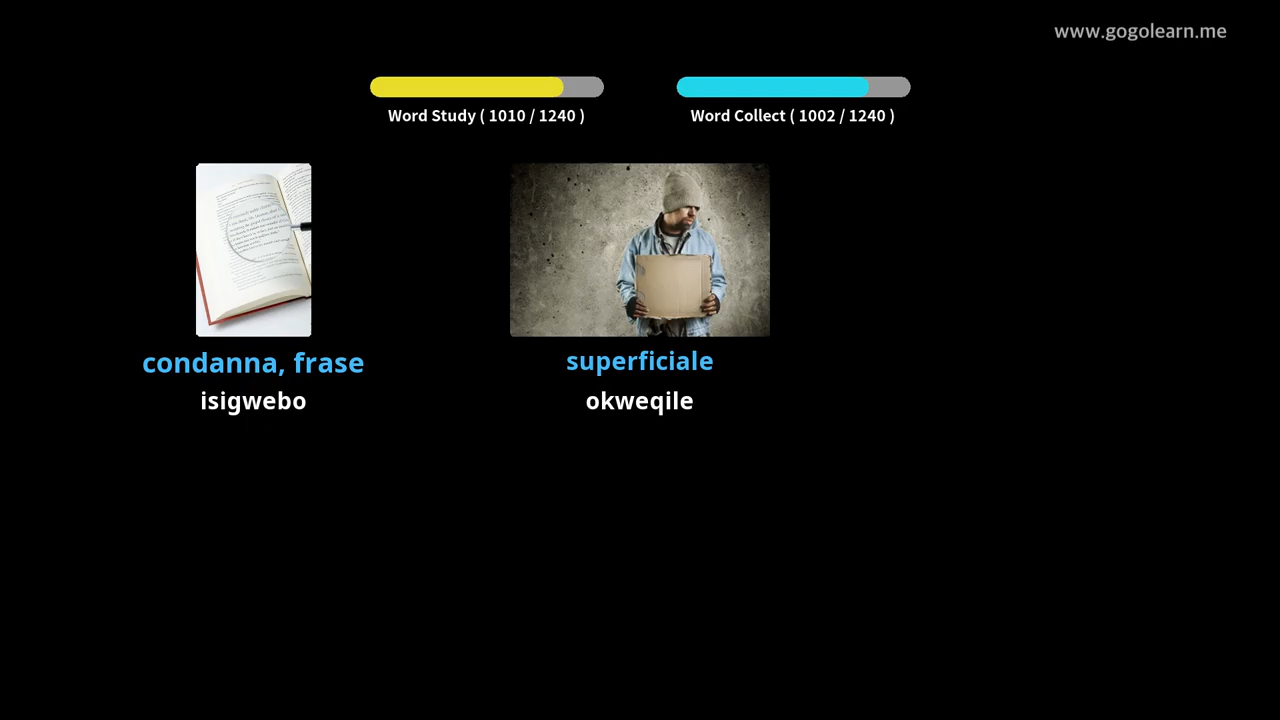 www.gogolearn.me
Word Study ( 1010 / 1240 )
Word Collect ( 1002 / 1240 )
condanna, frase
isigwebo
superficiale
okweqile